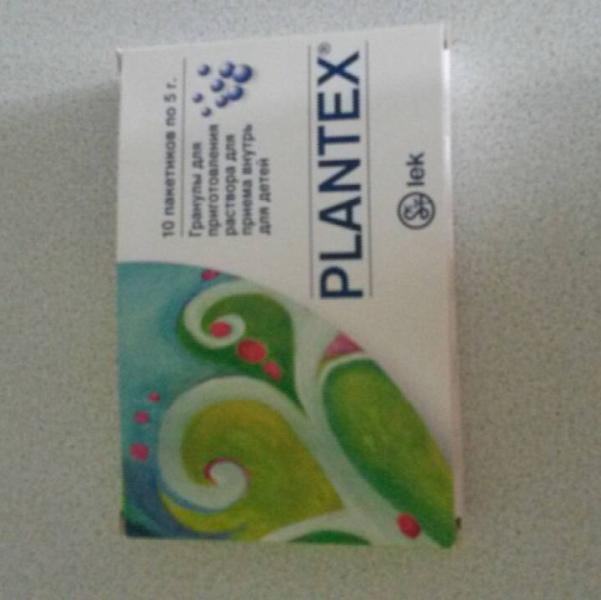 10 пакетиков по 5 г.
Гранулы для
приготовления
раствора для
приема внутрь
для детей
PLANTEX®
lek